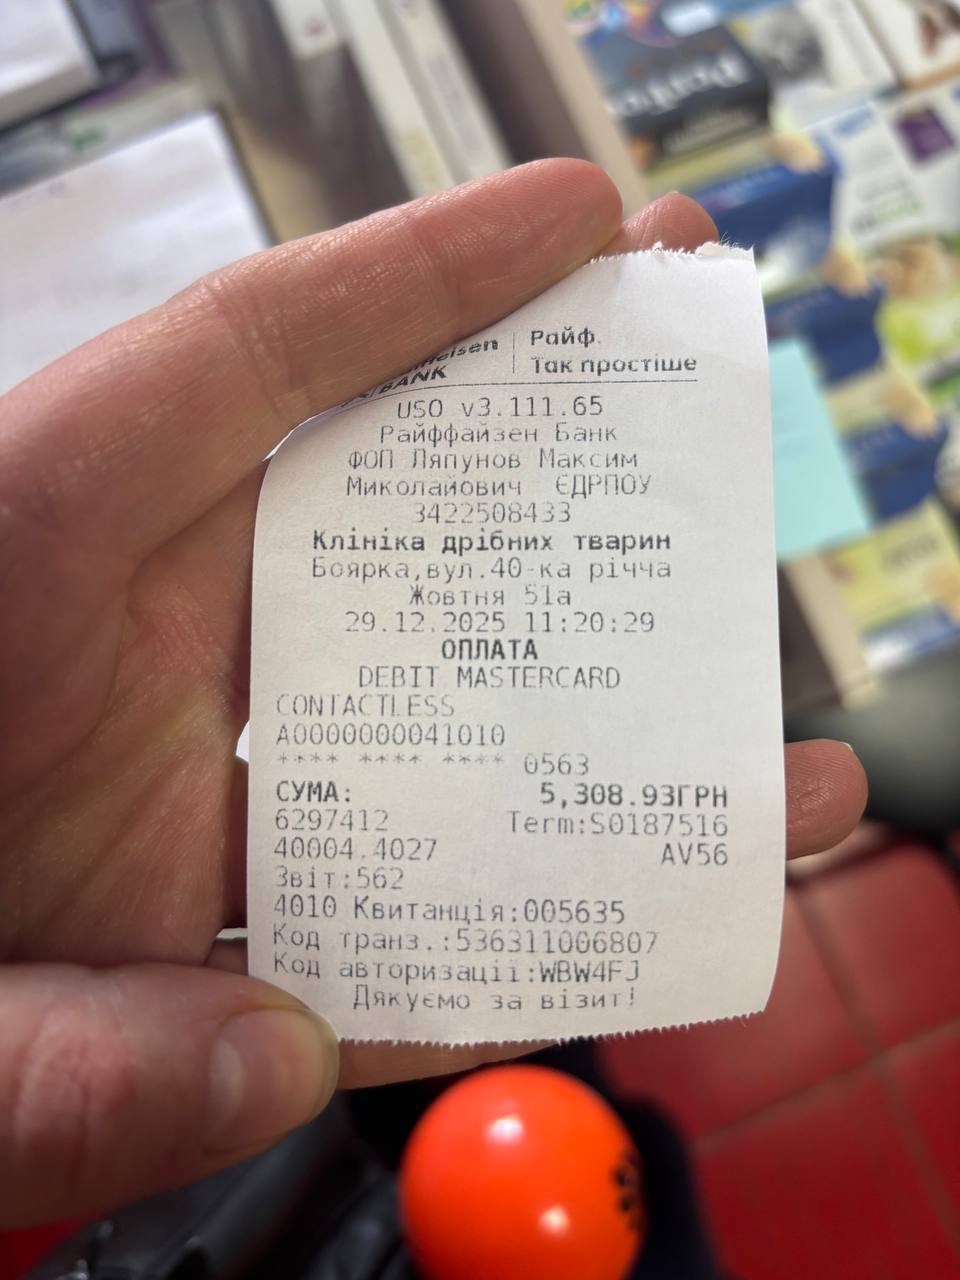 Райф.
Так простіше
BANK
USO v3.111.65
Райффайзен Банк
ФОП Ляпунов Максим
Миколайович ЄДРПОУ
3422508433
Клініка дрібних тварин
Боярка,вул.40-ка річча
Жовтня 51а
29.12.2025 11:20:29
ОПЛАТА
DEBIT MASTERCARD
CONTACTLESS
A0000000041010
**** **** **** 0563
СУМА: 5,308.93ГРН
6297412 Term:S0187516
40004.4027 AV56
Звіт:562
4010 Квитанція:005635
Код транз.:536311006807
Код авторизації:WBW4FJ
Дякуємо за візит!